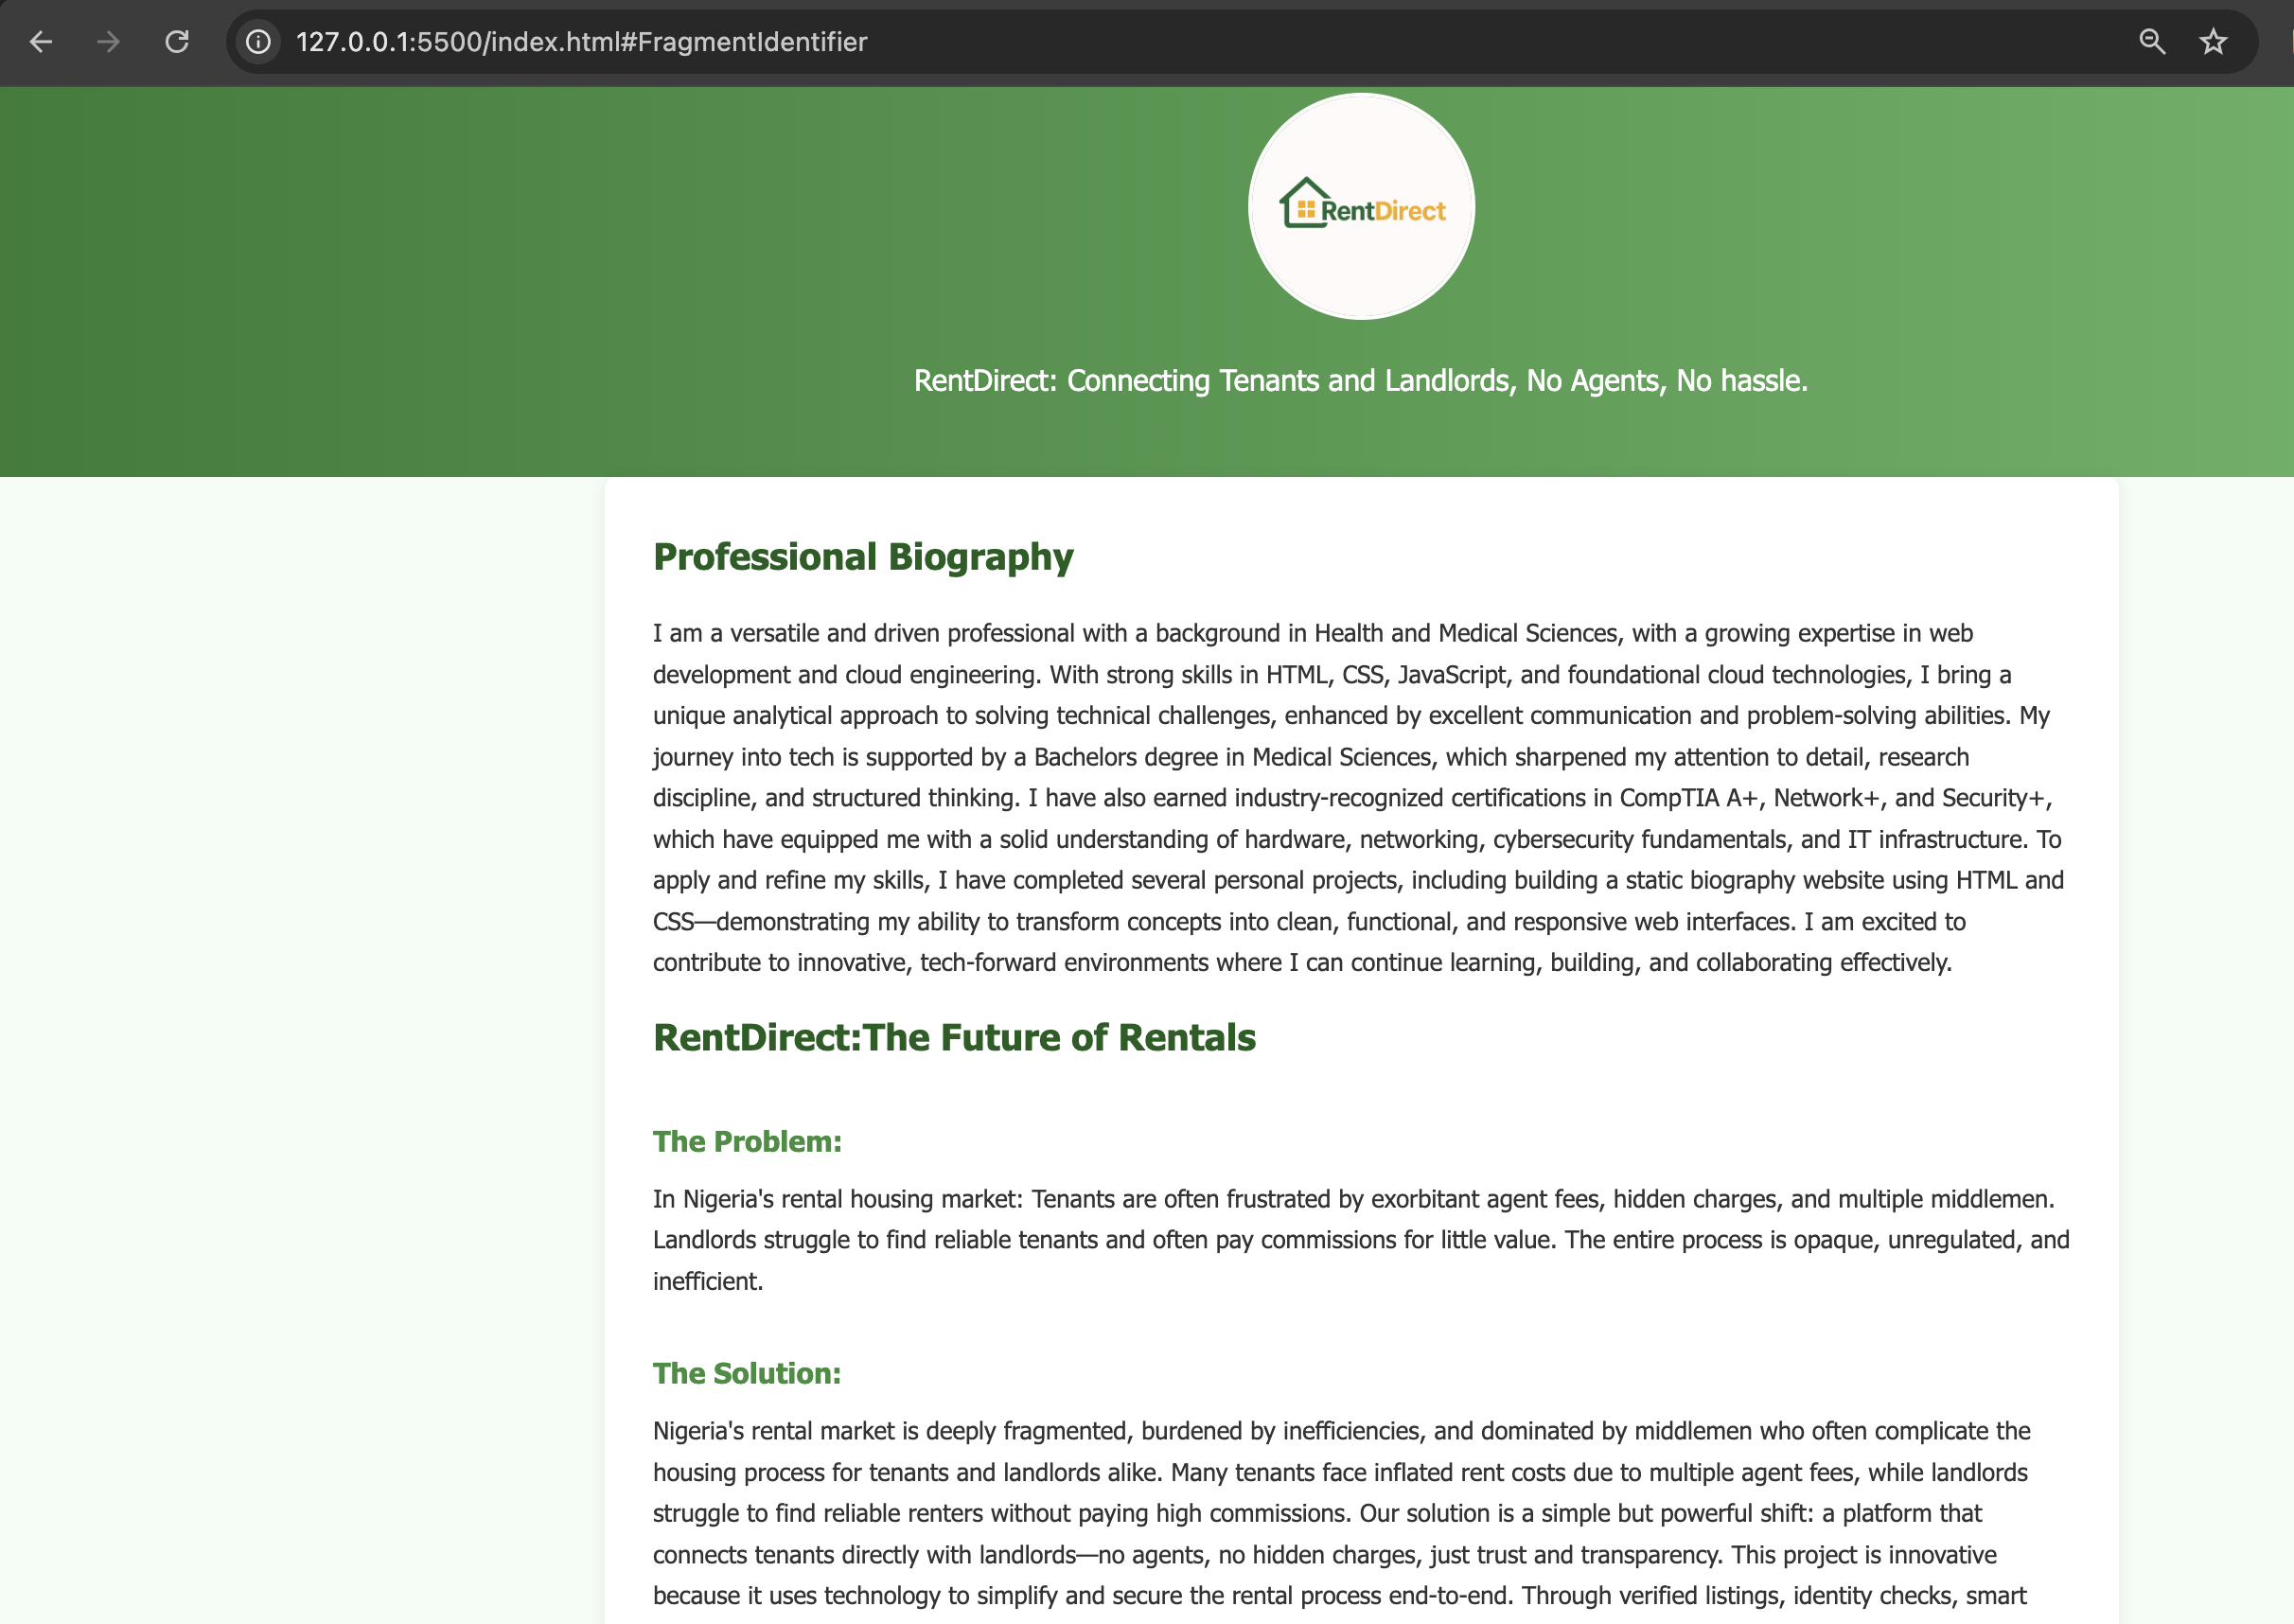 127.0.0.1:5500/index.html#FragmentIdentifier
RentDirect
RentDirect: Connecting Tenants and Landlords, No Agents, No hassle.
Professional Biography
I am a versatile and driven professional with a background in Health and Medical Sciences, with a growing expertise in web
development and cloud engineering. With strong skills in HTML, CSS, JavaScript, and foundational cloud technologies, I bring a
unique analytical approach to solving technical challenges, enhanced by excellent communication and problem-solving abilities. My
journey into tech is supported by a Bachelors degree in Medical Sciences, which sharpened my attention to detail, research
discipline, and structured thinking. I have also earned industry-recognized certifications in CompTIA A+, Network+, and Security+,
which have equipped me with a solid understanding of hardware, networking, cybersecurity fundamentals, and IT infrastructure. To
apply and refine my skills, I have completed several personal projects, including building a static biography website using HTML and
CSS—demonstrating my ability to transform concepts into clean, functional, and responsive web interfaces. I am excited to
contribute to innovative, tech-forward environments where I can continue learning, building, and collaborating effectively.
RentDirect:The Future of Rentals
The Problem:
In Nigeria's rental housing market: Tenants are often frustrated by exorbitant agent fees, hidden charges, and multiple middlemen.
Landlords struggle to find reliable tenants and often pay commissions for little value. The entire process is opaque, unregulated, and
inefficient.
The Solution:
Nigeria's rental market is deeply fragmented, burdened by inefficiencies, and dominated by middlemen who often complicate the
housing process for tenants and landlords alike. Many tenants face inflated rent costs due to multiple agent fees, while landlords
struggle to find reliable renters without paying high commissions. Our solution is a simple but powerful shift: a platform that
connects tenants directly with landlords—no agents, no hidden charges, just trust and transparency. This project is innovative
because it uses technology to simplify and secure the rental process end-to-end. Through verified listings, identity checks, smart